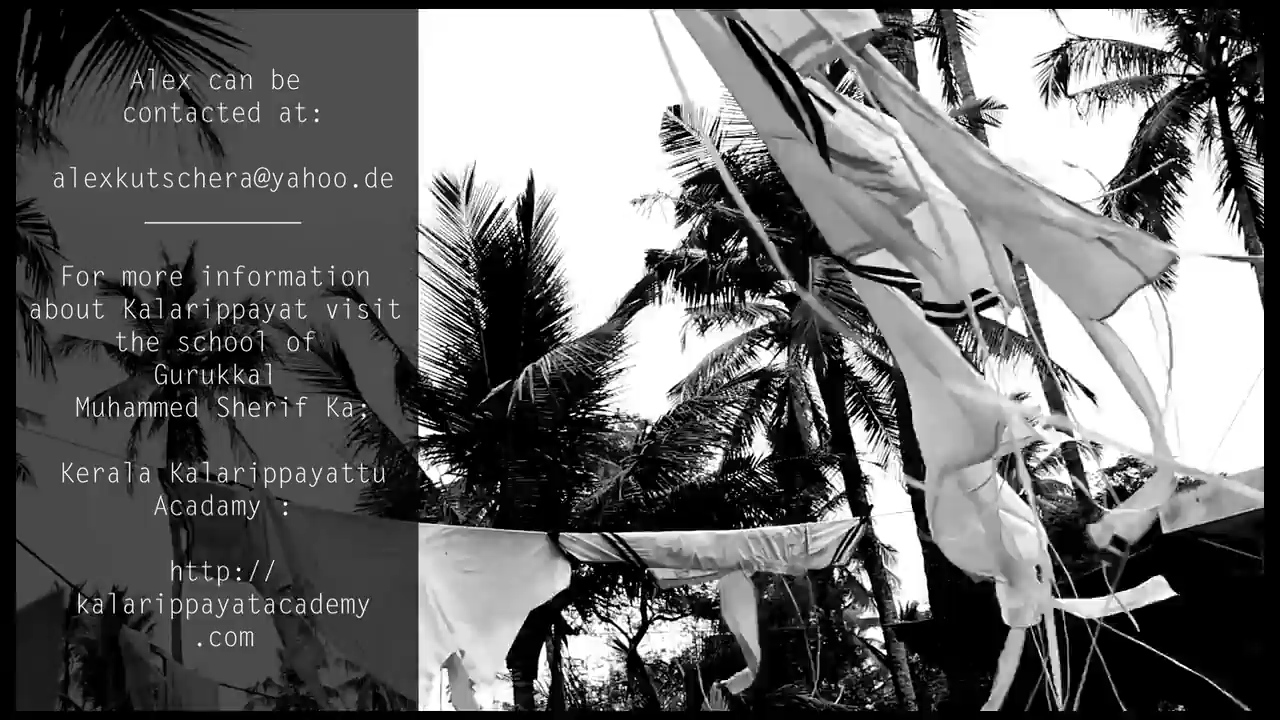 Alex can be
contacted at:
alexkutschera@yahoo.de
For more information
about Kalarippayat visit
the school of
Gurukkal
Muhammed Sherif Ka:
Kerala Kalarippayattu
Acadamy :
http://
kalarippayatacademy
.com